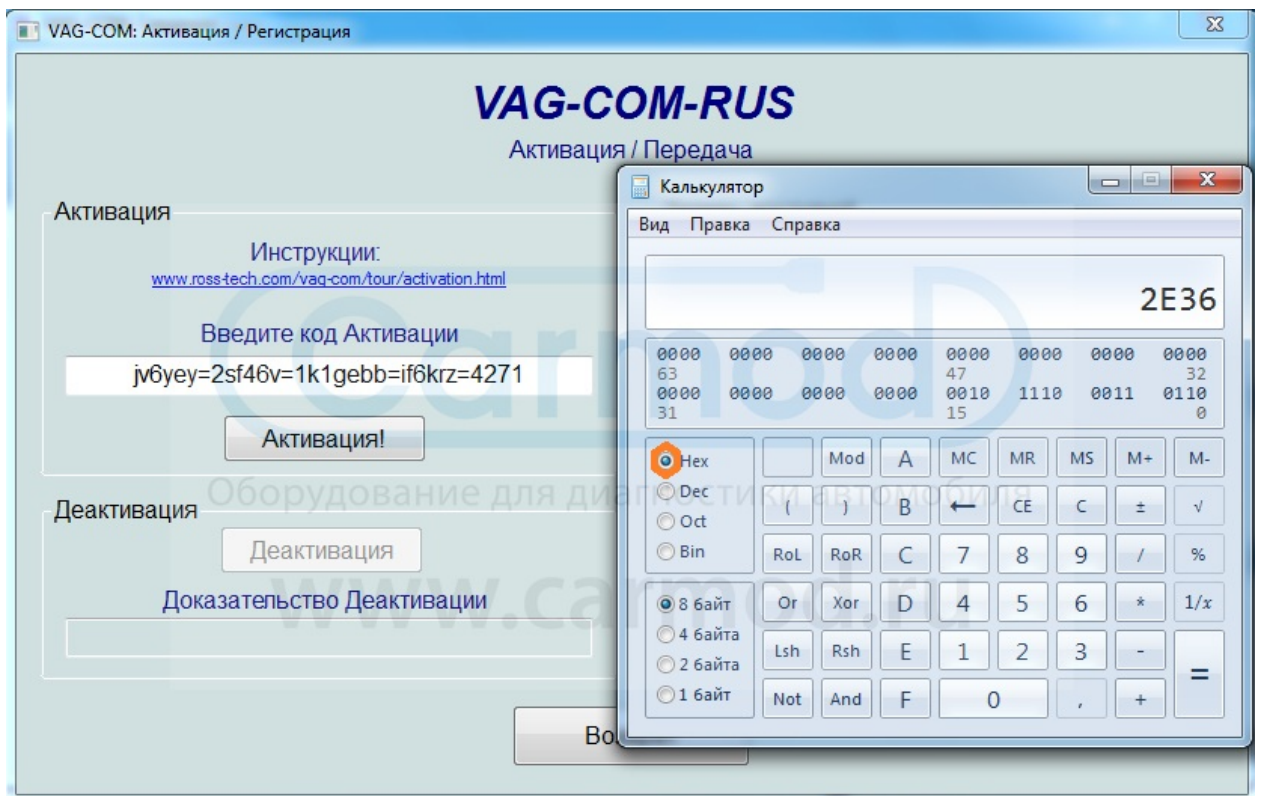 VAG-COM: Активация / Регистрация
VAG-COM-RUS
Активация / Передача
Активация
Инструкции:
www.ross-tech.com/vag-com/tour/activation.html
Введите код Активации
jv6yey=2sf46v=1k1gebb=if6krz=4271
Активация!
Деактивация
Деактивация
Доказательство Деактивации
Во
Калькулятор
Вид Правка Справка
2E36
0000 0000 0000 0000 0000 0000 0000 0000
63 47 32
0000 0000 0000 0000 0010 1110 0011 0110
31 15 0
Hex
Dec
Oct
Bin
8 байт
4 байта
2 байта
1 байт
Mod A MC MR MS M+ M-
( ) B ← CE C ± √
RoL RoR C 7 8 9 / %
Or Xor D 4 5 6 * 1/x
Lsh Rsh E 1 2 3 - =
Not And F 0 , +
Carmod
Оборудование для диагностики автомобиля
www.carmod.ru